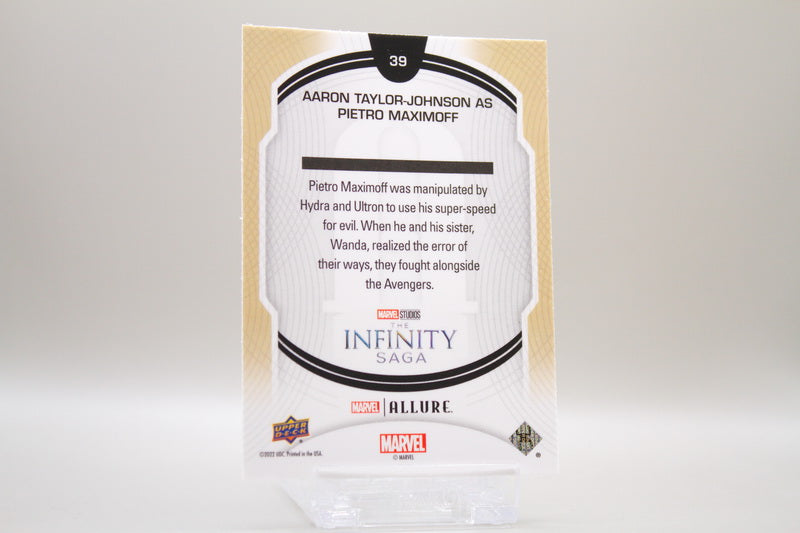 39
AARON TAYLOR-JOHNSON AS
PIETRO MAXIMOFF
Pietro Maximoff was manipulated by
Hydra and Ultron to use his super-speed
for evil. When he and his sister,
Wanda, realized the error of
their ways, they fought alongside
the Avengers.
MARVEL STUDIOS
THE
INFINITY
SAGA
MARVEL | ALLURE
UPPER
DECK
MARVEL
©2022 UDC. Printed in the USA.
© MARVEL